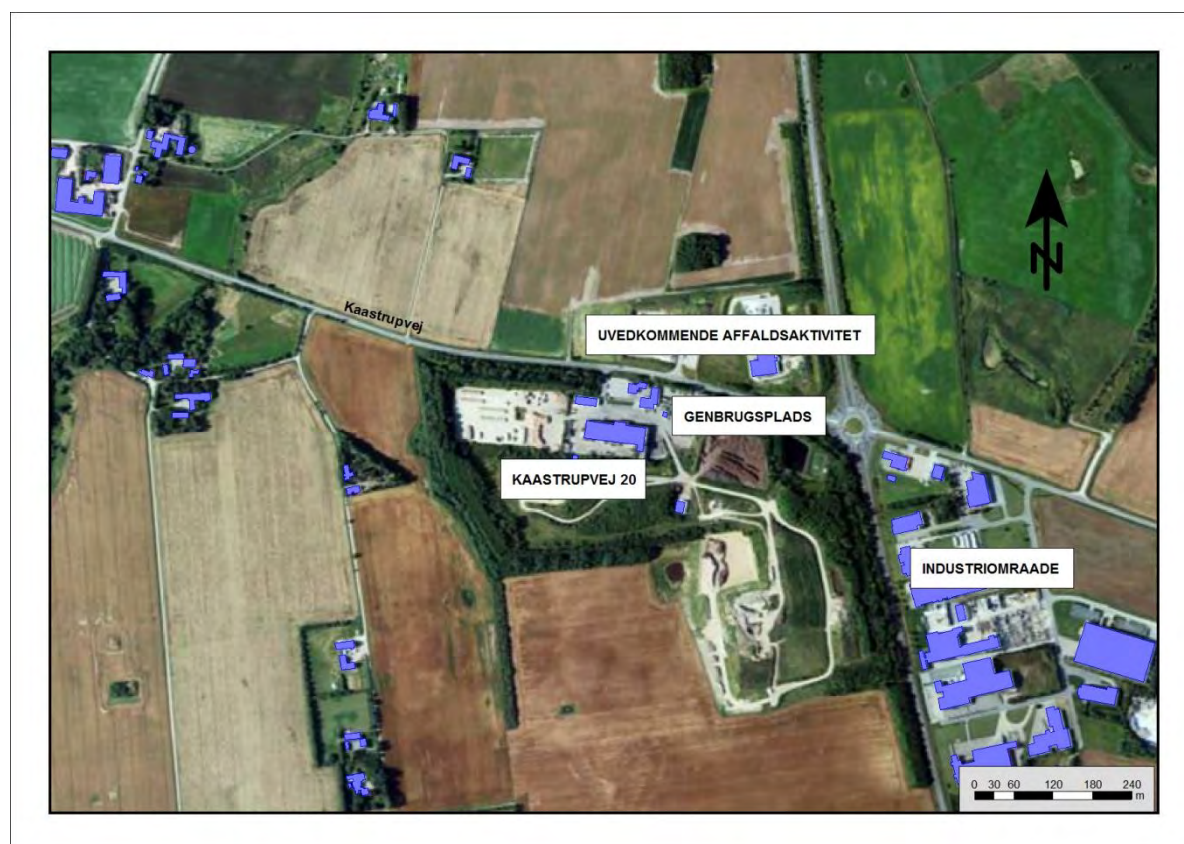 Kaastrupvej
UVEDKOMMENDE AFFALDSAKTIVITET
GENBRUGSPLADS
KAASTRUPVEJ 20
INDUSTRIOMRAADE
N
0 30 60 120 180 240
m